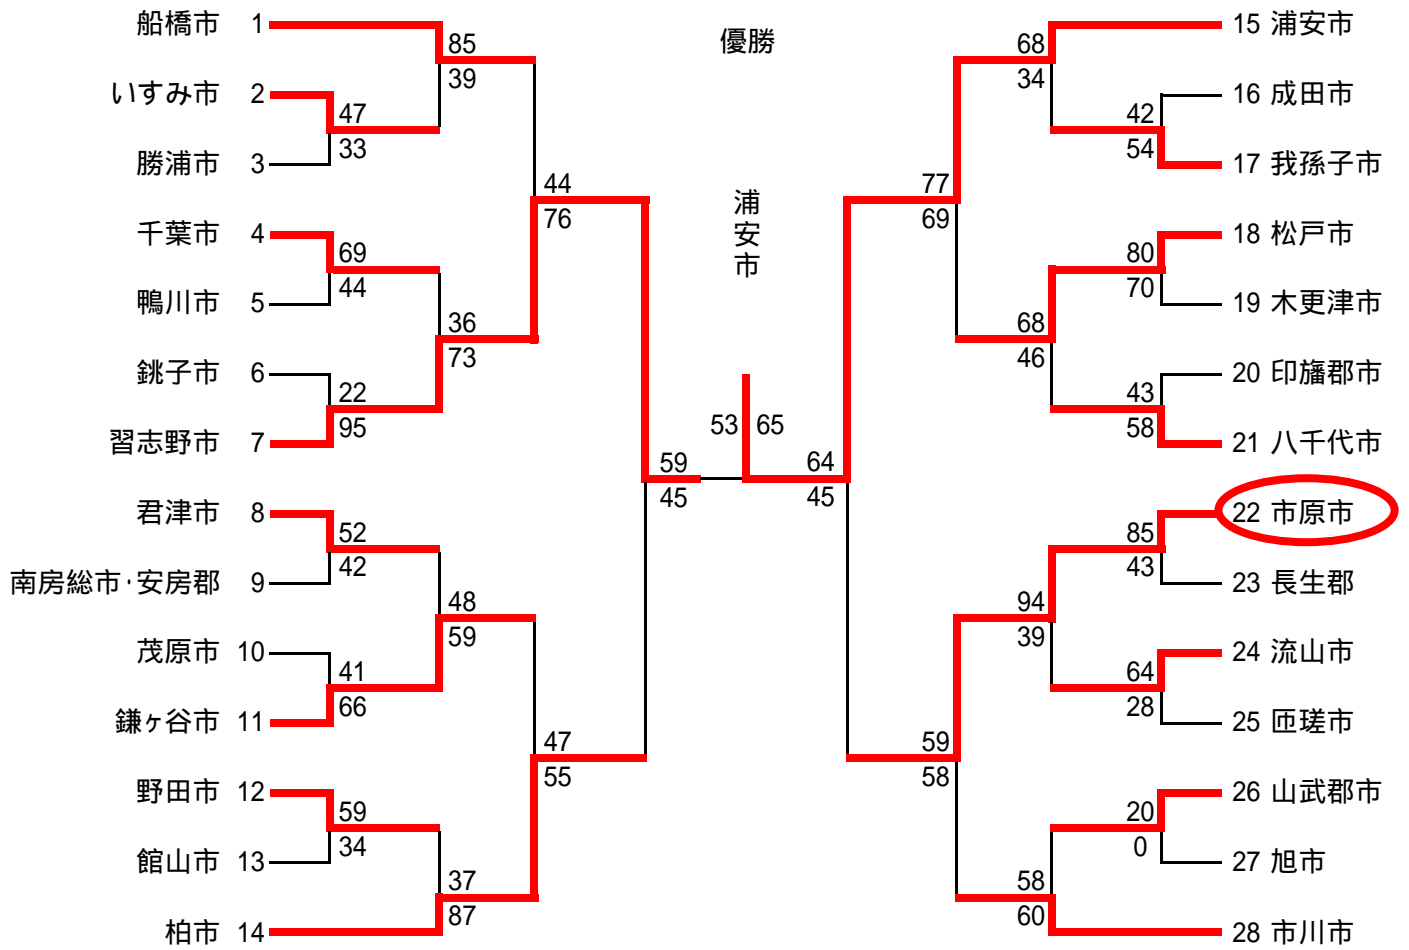 優勝
浦安市
船橋市 1
いすみ市 2
勝浦市 3
千葉市 4
鴨川市 5
銚子市 6
習志野市 7
君津市 8
南房総市・安房郡 9
茂原市 10
鎌ヶ谷市 11
野田市 12
館山市 13
柏市 14
85
39
47
33
44
76
69
44
36
73
22
95
59
45
52
42
48
59
41
66
47
55
59
34
37
87
53 65
68
34
42
54
77
69
80
70
68
46
43
58
64
45
85
43
94
39
64
28
59
58
20
0
58
60
15 浦安市
16 成田市
17 我孫子市
18 松戸市
19 木更津市
20 印旛郡市
21 八千代市
22 市原市
23 長生郡
24 流山市
25 匝瑳市
26 山武郡市
27 旭市
28 市川市